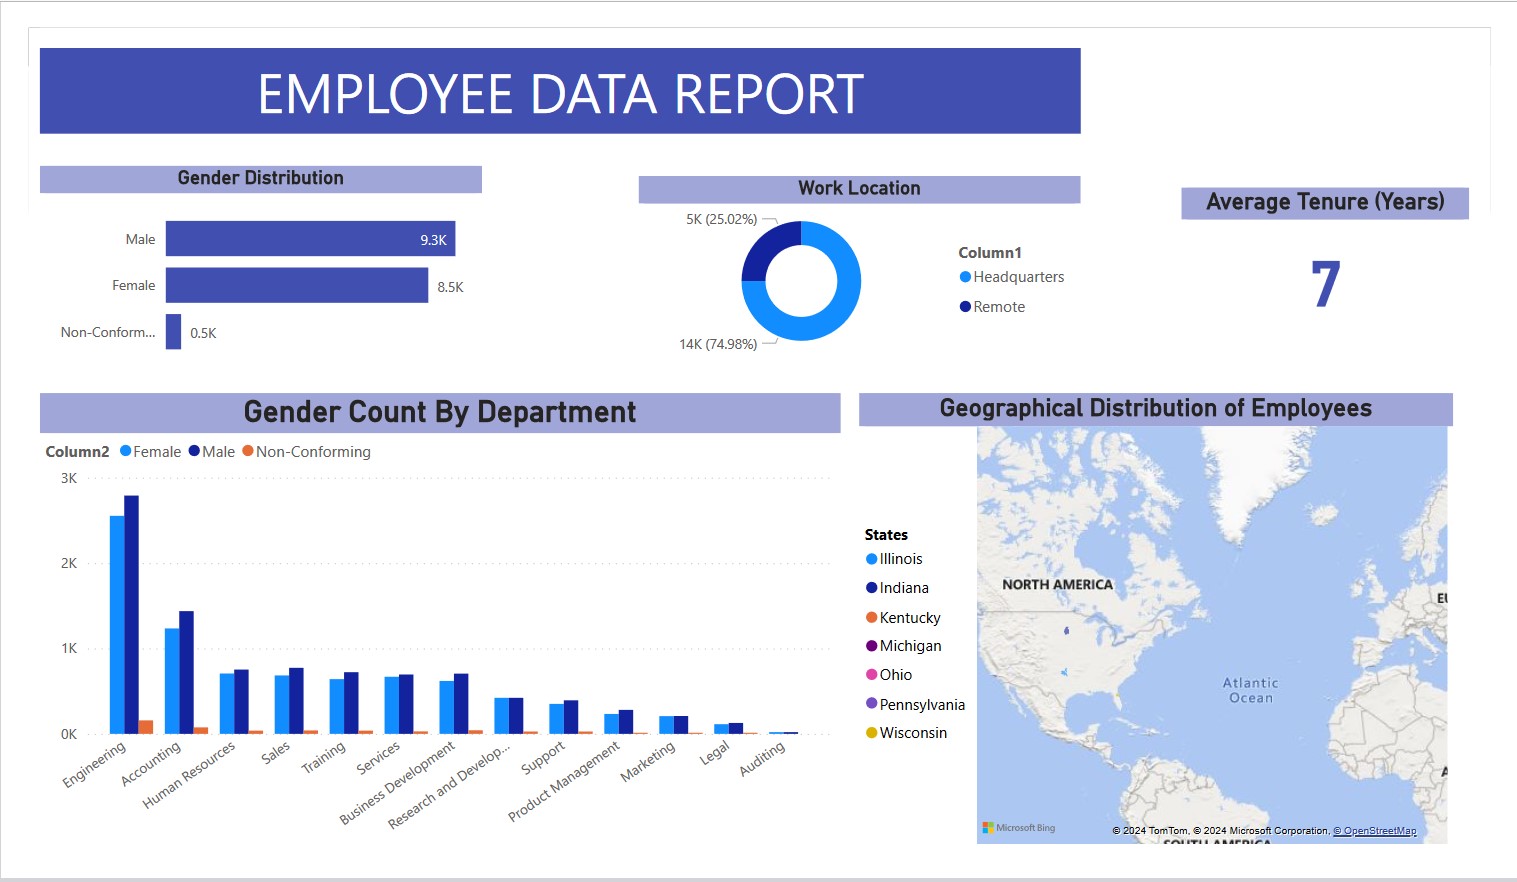 EMPLOYEE DATA REPORT
Gender Distribution
Male
9.3K
Female
8.5K
Non-Conform...
0.5K
Work Location
5K (25.02%)
14K (74.98%)
Column1
Headquarters
Remote
Average Tenure (Years)
7
Gender Count By Department
Column2 Female Male Non-Conforming
3K
2K
1K
0K
Engineering
Accounting
Human Resources
Sales
Training
Services
Business Development
Research and Develop...
Support
Product Management
Marketing
Legal
Auditing
Geographical Distribution of Employees
States
Illinois
Indiana
Kentucky
Michigan
Ohio
Pennsylvania
Wisconsin
NORTH AMERICA
EU
Atlantic
Ocean
A
Microsoft Bing
© 2024 TomTom, © 2024 Microsoft Corporation, © OpenStreetMap
SOUTH AMERICA